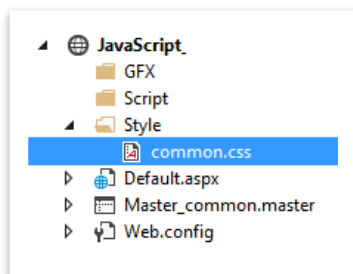 JavaScript_
GFX
Script
Style
common.css
Default.aspx
Master_common.master
Web.config